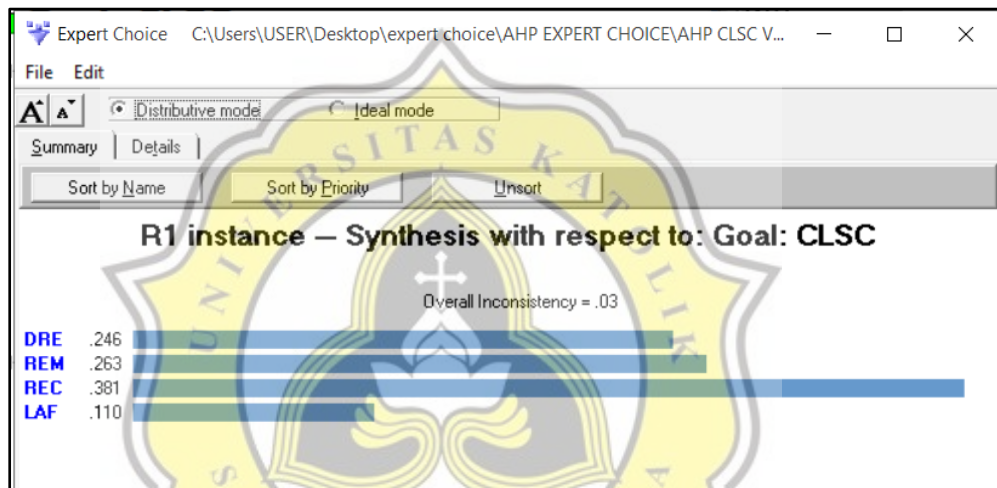 Expert Choice C:\Users\USER\Desktop\expert choice\AHP EXPERT CHOICE\AHP CLSC V...
File Edit
A A Distributive mode Ideal mode
Summary Details
Sort by Name Sort by Priority Unsort
R1 instance — Synthesis with respect to: Goal: CLSC
Overall Inconsistency = .03
DRE .246
REM .263
REC .381
LAF .110
UNIVERSITAS KATOLIK